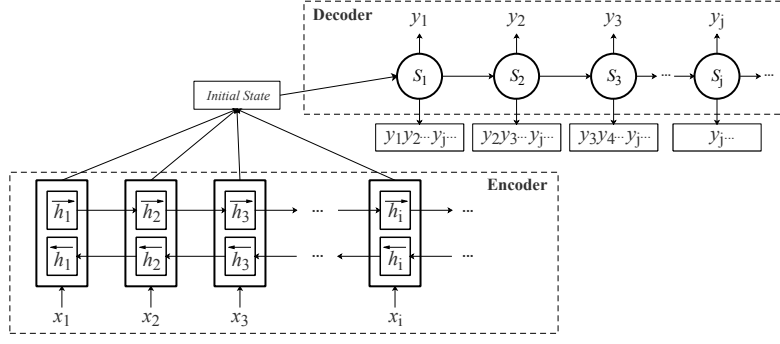 Decoder
y1 y2 y3 yj
S1 S2 S3 ... Sj ...
Initial State
y1y2...yj... y2y3...yj... y3y4...yj... yj...
Encoder
h1 h2 h3 ... hi ...
h1 h2 h3 ... hi ...
x1 x2 x3 xi